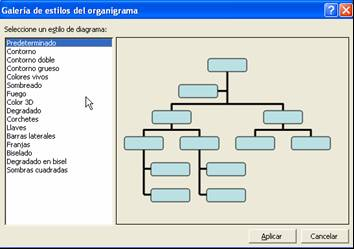 Galería de estilos del organigrama
Seleccione un estilo de diagrama:
Predeterminado
Contorno
Contorno doble
Contorno grueso
Colores vivos
Sombreado
Fuego
Color 3D
Degradado
Corchetes
Llaves
Barras laterales
Franjas
Biselado
Degradado en bisel
Sombras cuadradas
Aplicar
Cancelar